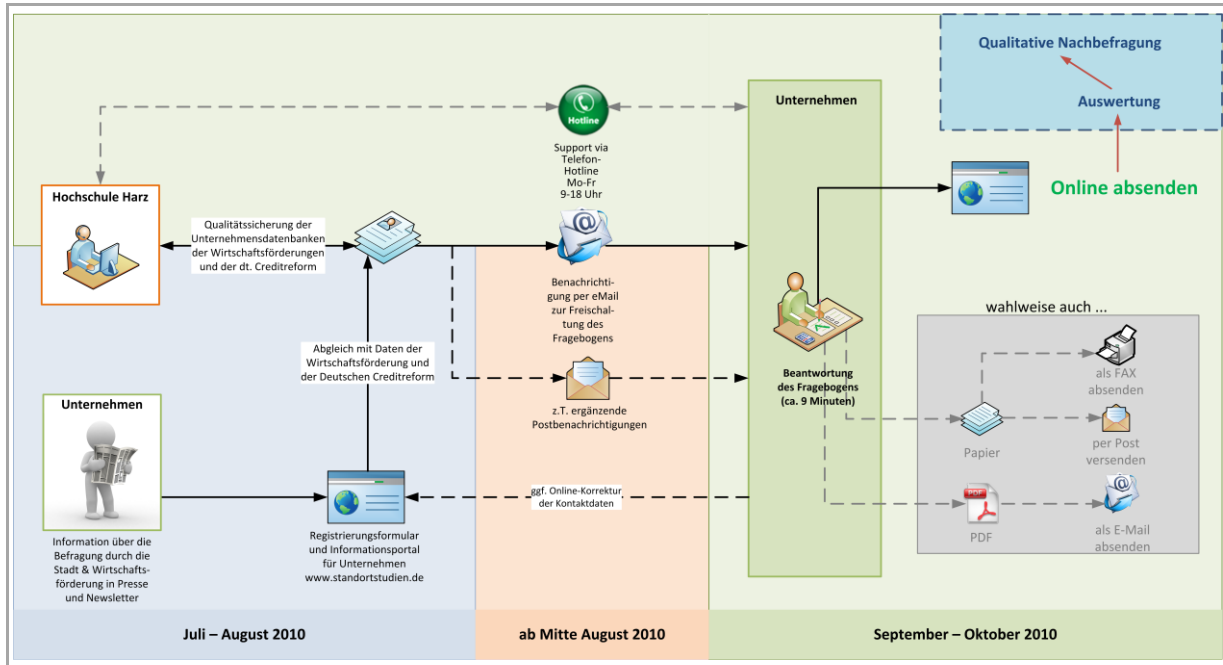 Qualitative Nachbefragung
Auswertung
Online absenden
Unternehmen
Hotline
Support via
Telefon-
Hotline
Mo-Fr
9-18 Uhr
Hochschule Harz
Qualitätssicherung der
Unternehmensdatenbanken
der Wirtschaftsförderungen
und der dt. Creditreform
Benachrichti-
gung per eMail
zur Freischal-
tung des
Fragebogens
Abgleich mit Daten der
Wirtschaftsförderung und
der Deutschen Creditreform
z.T. ergänzende
Postbenachrichtigungen
Beantwortung
des Fragebogens
(ca. 9 Minuten)
wahlweise auch ...
als FAX
absenden
Papier
per Post
versenden
PDF
PDF
als E-Mail
absenden
Unternehmen
Information über die
Befragung durch die
Stadt & Wirtschafts-
förderung in Presse
und Newsletter
Registrierungsformular
und Informationsportal
für Unternehmen
www.standortstudien.de
ggf. Online-Korrektur
der Kontaktdaten
Juli – August 2010
ab Mitte August 2010
September – Oktober 2010